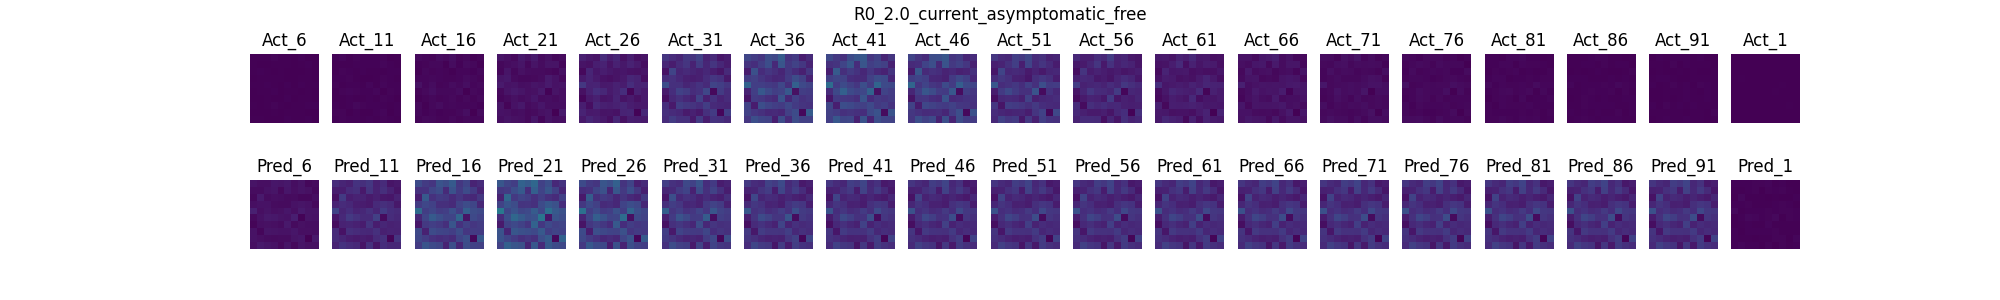 R0_2.0_current_asymptomatic_free
Act_6 Act_11 Act_16 Act_21 Act_26 Act_31 Act_36 Act_41 Act_46 Act_51 Act_56 Act_61 Act_66 Act_71 Act_76 Act_81 Act_86 Act_91 Act_1
Pred_6 Pred_11 Pred_16 Pred_21 Pred_26 Pred_31 Pred_36 Pred_41 Pred_46 Pred_51 Pred_56 Pred_61 Pred_66 Pred_71 Pred_76 Pred_81 Pred_86 Pred_91 Pred_1